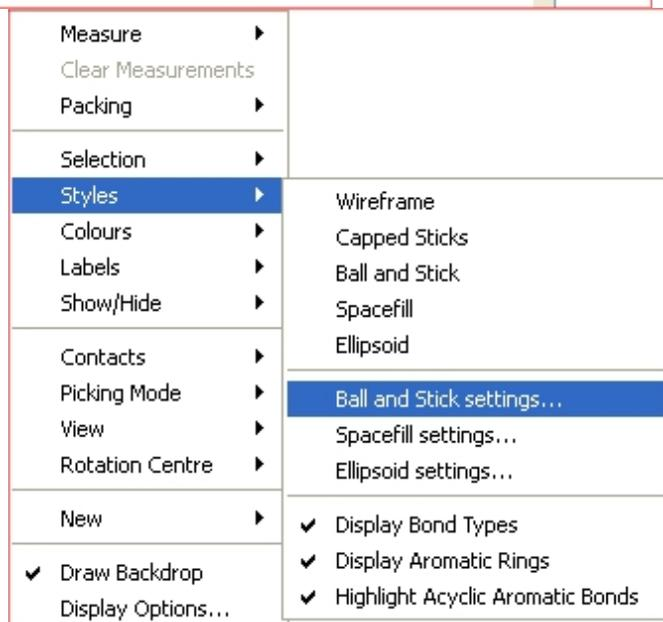 Measure
Clear Measurements
Packing
Selection
Styles
Colours
Labels
Show/Hide
Contacts
Picking Mode
View
Rotation Centre
New
Draw Backdrop
Display Options...
Wireframe
Capped Sticks
Ball and Stick
Spacefill
Ellipsoid
Ball and Stick settings...
Spacefill settings...
Ellipsoid settings...
Display Bond Types
Display Aromatic Rings
Highlight Acyclic Aromatic Bonds